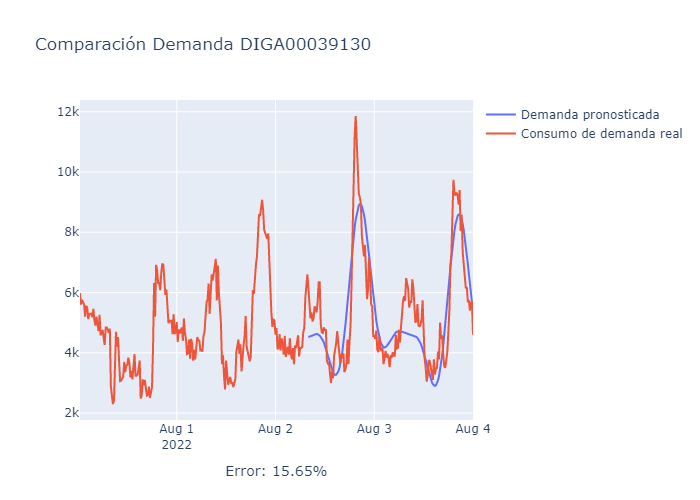 Comparación Demanda DIGA00039130
Demanda pronosticada
Consumo de demanda real
12k
10k
8k
6k
4k
2k
Aug 1
2022
Aug 2
Aug 3
Aug 4
Error: 15.65%